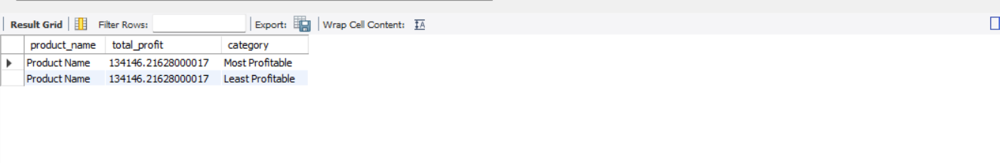 Result Grid Filter Rows: Export: Wrap Cell Content:
product_name total_profit category
Product Name 134146.21628000017 Most Profitable
Product Name 134146.21628000017 Least Profitable